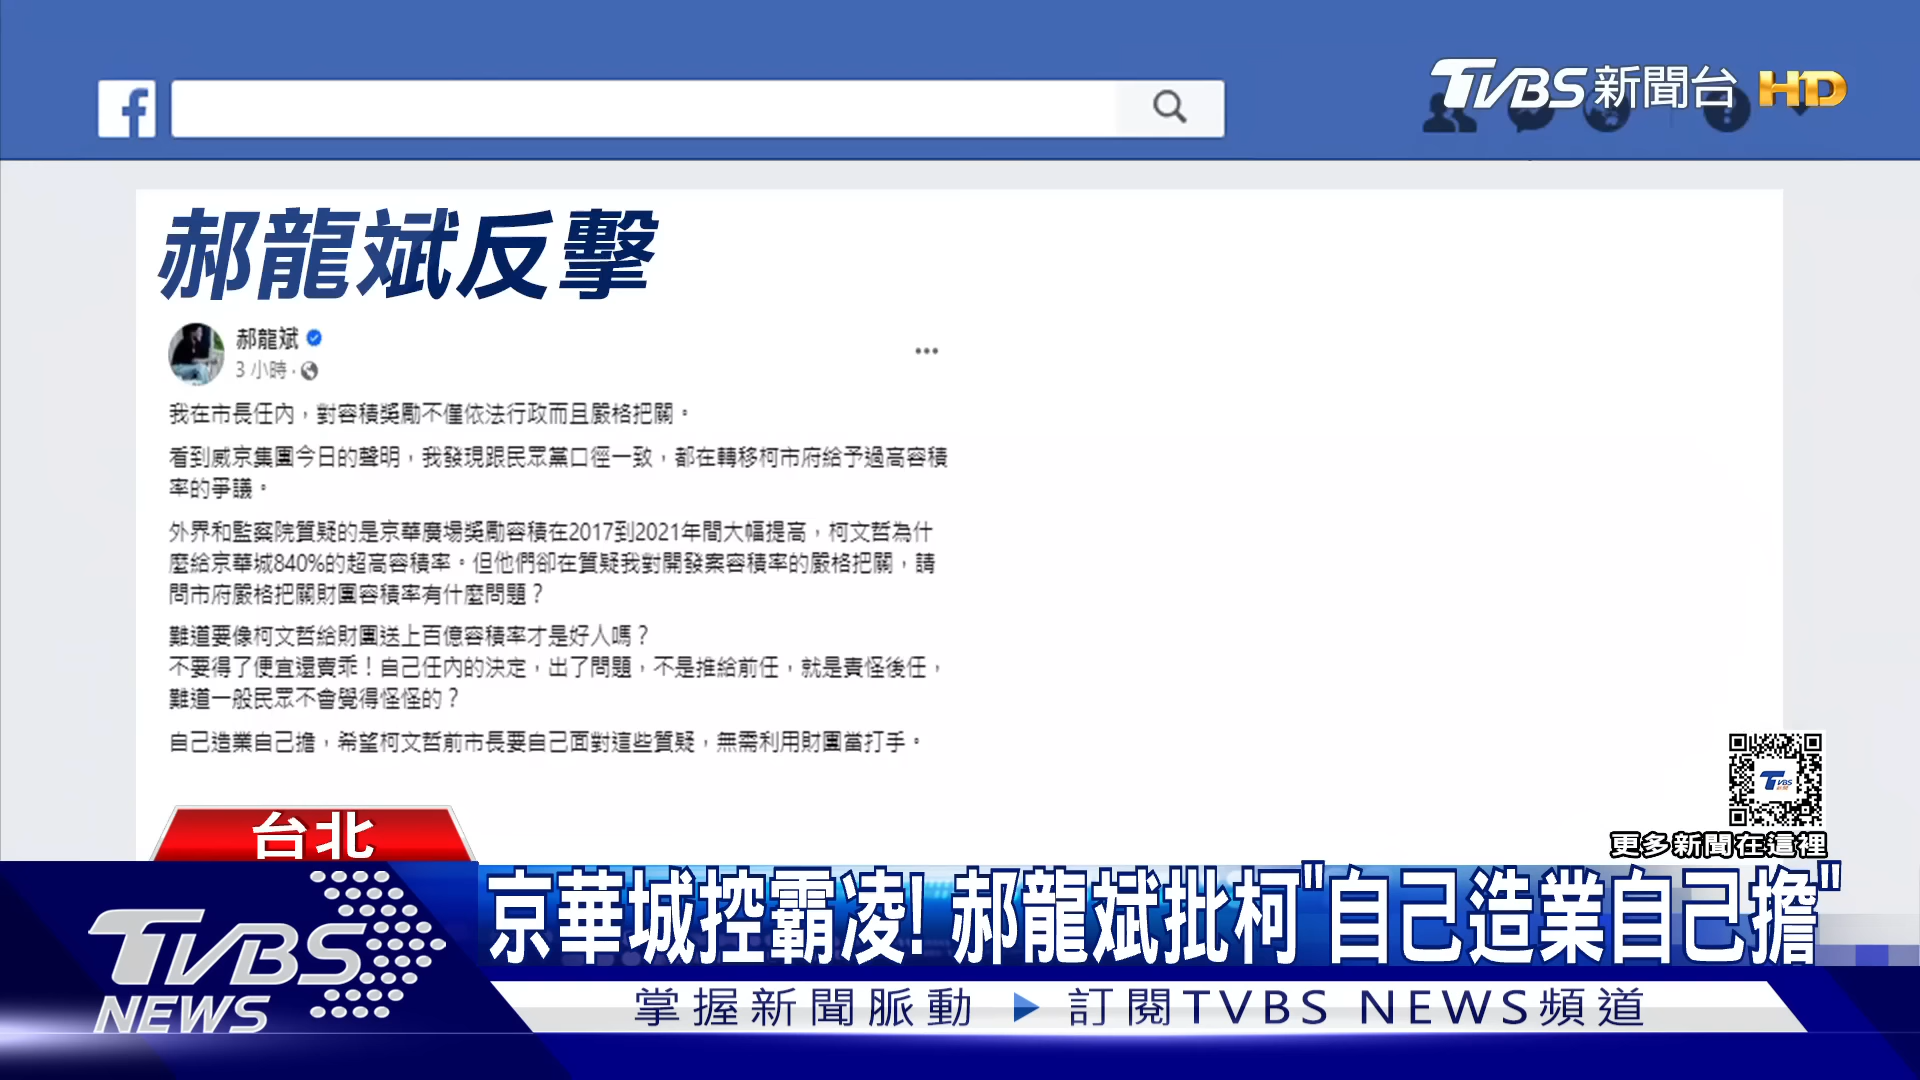 TVBS新聞台 HD
郝龍斌反擊
郝龍斌
3 小時 ·
我在市長任內，對容積獎勵不僅依法行政而且嚴格把關。
看到威京集團今日的聲明，我發現跟民眾黨口徑一致，都在轉移柯市府給予過高容積
率的爭議。
外界和監察院質疑的是京華廣場獎勵容積在2017到2021年間大幅提高，柯文哲為什
麼給京華城840%的超高容積率。但他們卻在質疑我對開發案容積率的嚴格把關，請
問市府嚴格把關財團容積率有什麼問題？
難道要像柯文哲給財團送上百億容積率才是好人嗎？
不要得了便宜還賣乖！自己任內的決定，出了問題，不是推給前任，就是責怪後任，
難道一般民眾不會覺得怪怪的？
自己造業自己擔，希望柯文哲前市長要自己面對這些質疑，無需利用財團當打手。
TVBS 新聞
更多新聞在這裡
台北
京華城控霸凌! 郝龍斌批柯"自己造業自己擔"
TVBS NEWS
掌握新聞脈動 ▶ 訂閱TVBS NEWS頻道